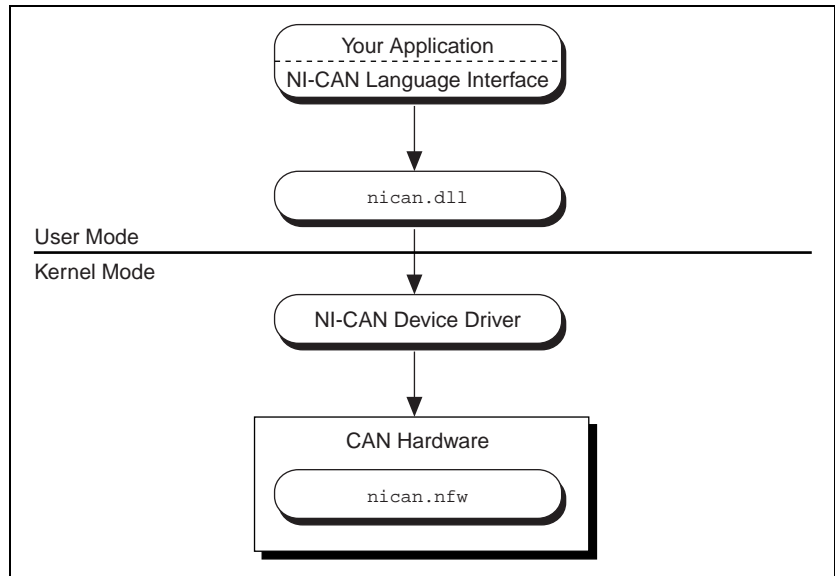 Your Application
NI-CAN Language Interface
nican.dll
User Mode
Kernel Mode
NI-CAN Device Driver
CAN Hardware
nican.nfw